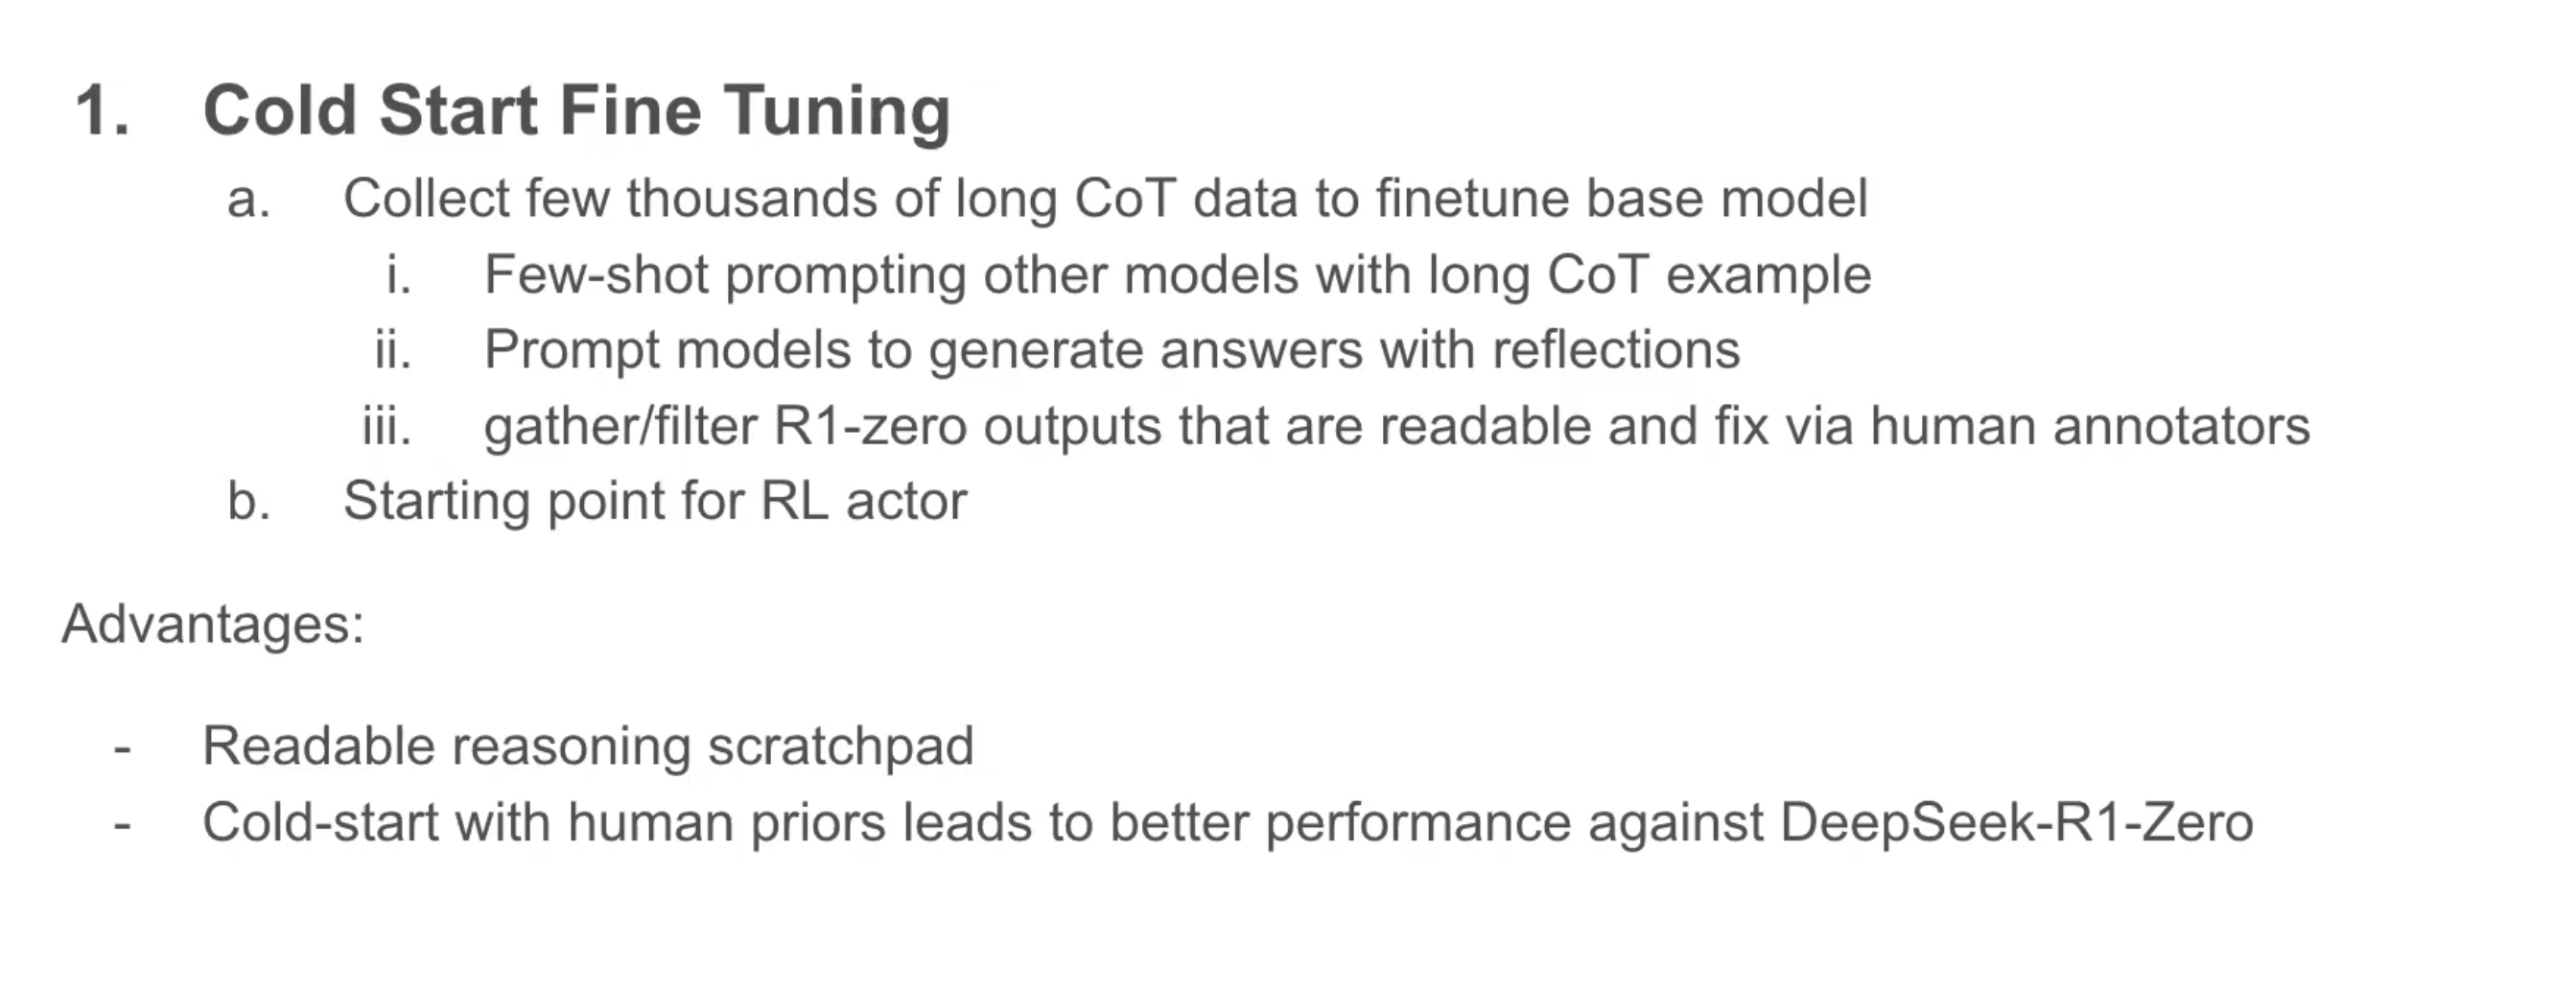 1. Cold Start Fine Tuning
a. Collect few thousands of long CoT data to finetune base model
i. Few-shot prompting other models with long CoT example
ii. Prompt models to generate answers with reflections
iii. gather/filter R1-zero outputs that are readable and fix via human annotators
b. Starting point for RL actor
Advantages:
- Readable reasoning scratchpad
- Cold-start with human priors leads to better performance against DeepSeek-R1-Zero